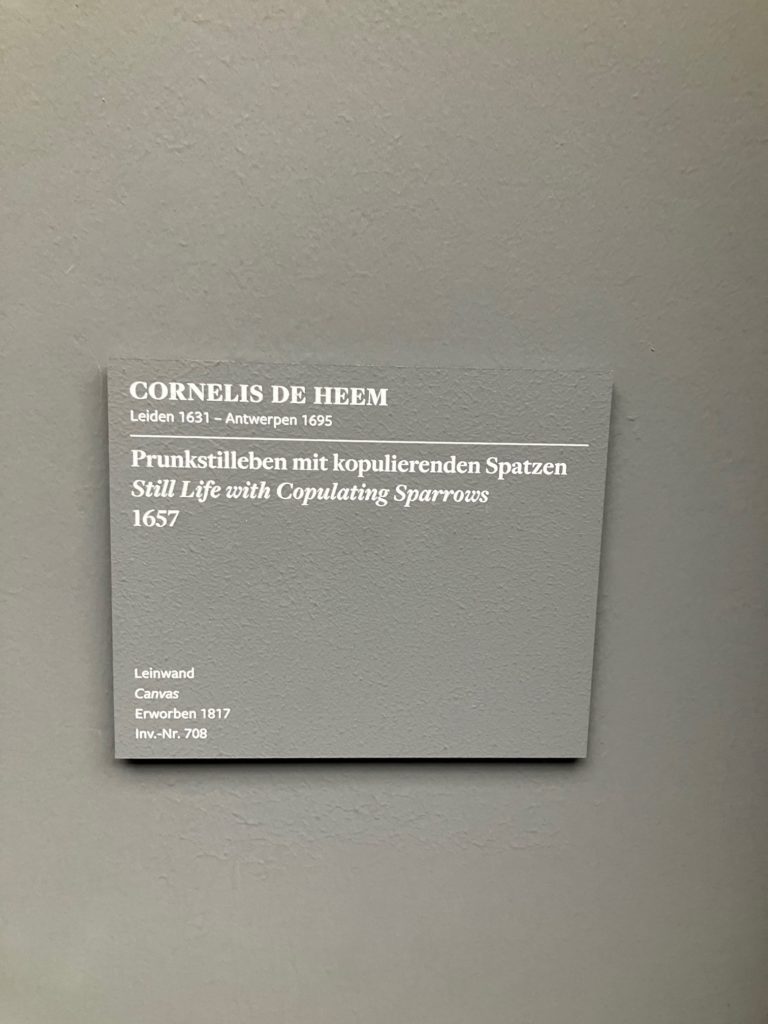 CORNELIS DE HEEM
Leiden 1631 – Antwerpen 1695
Prunkstilleben mit kopulierenden Spatzen
Still Life with Copulating Sparrows
1657
Leinwand
Canvas
Erworben 1817
Inv.-Nr. 708